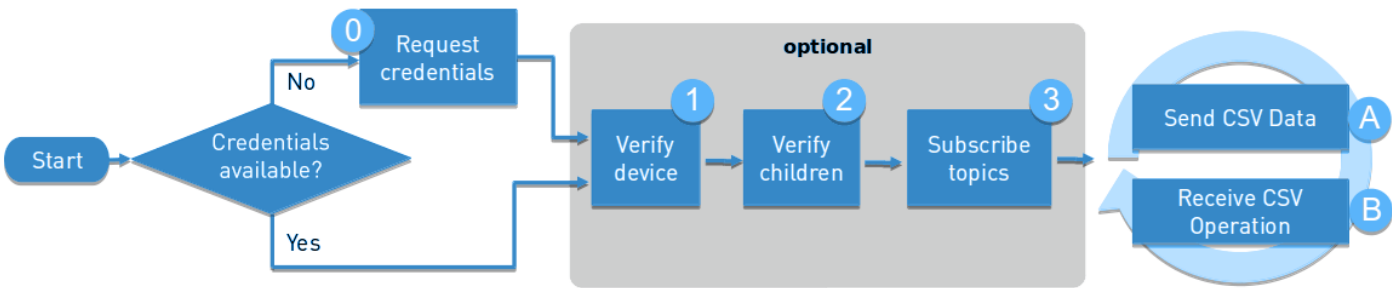 Start
Credentials
available?
No
Yes
0
Request
credentials
optional
1
Verify
device
2
Verify
children
3
Subscribe
topics
Send CSV Data
A
Receive CSV
Operation
B